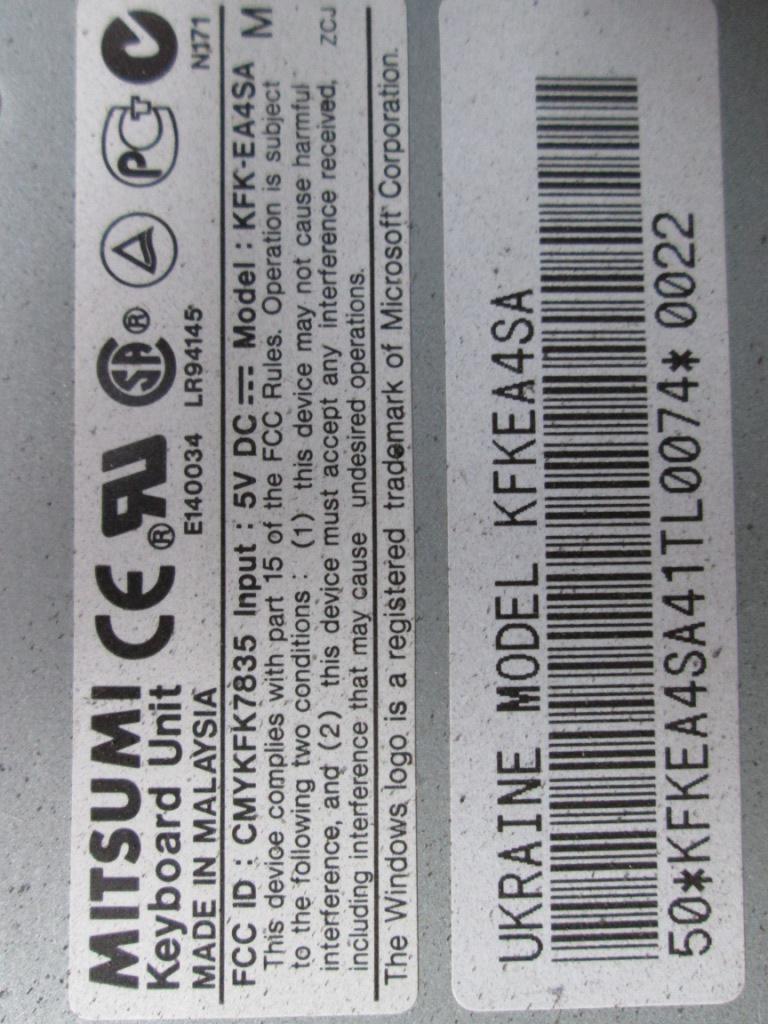 MITSUMI CE
Keyboard Unit
MADE IN MALAYSIA
E140034 LR94145 N171
FCC ID : CMYKFK7835 Input : 5V DC Model : KFK-EA4SA M
This device complies with part 15 of the FCC Rules. Operation is subject
to the following two conditions : (1) this device may not cause harmful
interference, and (2) this device must accept any interference received, ZCJ
including interference that may cause undesired operations.
The Windows logo is a registered trademark of Microsoft Corporation.
UKRAINE MODEL KFKEA4SA
50*KFKEA4SA41TL0074* 0022